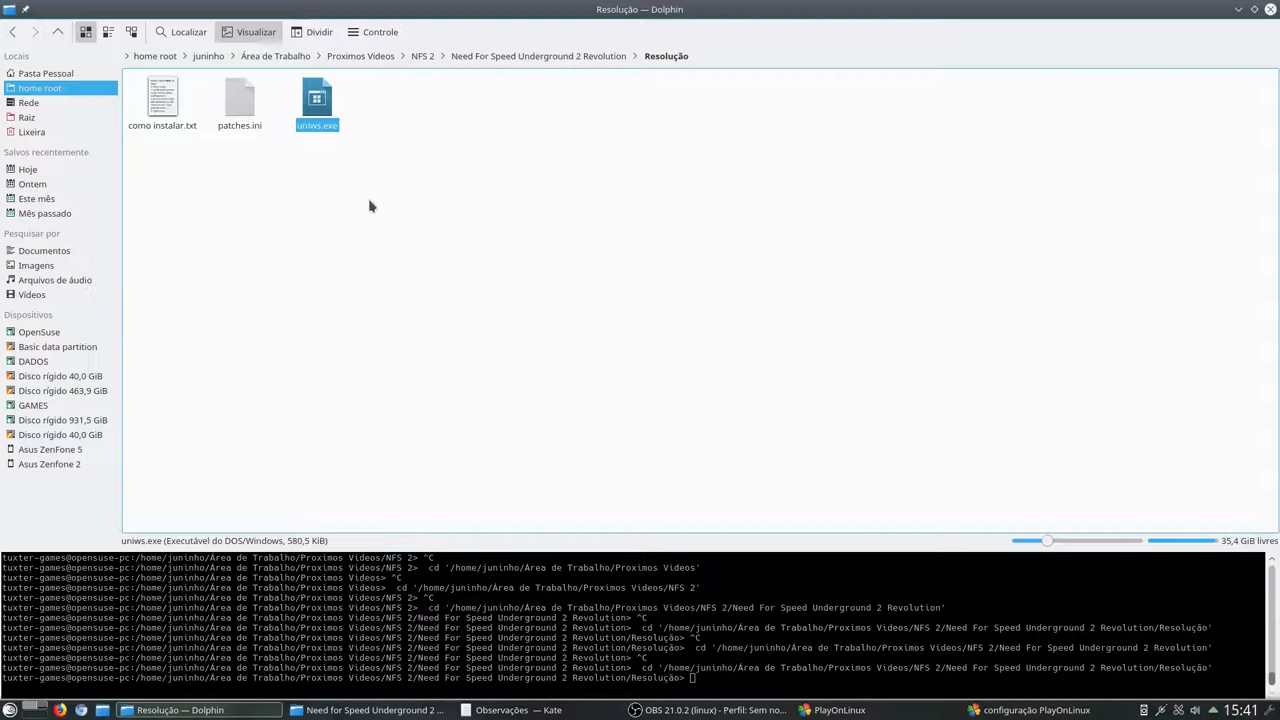 Resolução — Dolphin
Localizar Visualizar Dividir Controle
Locais
home root juninho Área de Trabalho Proximos Videos NFS 2 Need For Speed Underground 2 Revolution Resolução
Pasta Pessoal
home root
Rede
Raiz
Lixeira
Salvos recentemente
Hoje
Ontem
Este mês
Mês passado
Pesquisar por
Documentos
Imagens
Arquivos de áudio
Vídeos
Dispositivos
OpenSuse
Basic data partition
DADOS
Disco rígido 40,0 GiB
Disco rígido 463,9 GiB
GAMES
Disco rígido 931,5 GiB
Disco rígido 40,0 GiB
Asus ZenFone 5
Asus Zenfone 2
como instalar.txt patches.ini uniws.exe
uniws.exe (Executável do DOS/Windows, 580,5 KiB) 35,4 GiB livres
tuxter-games@opensuse-pc:/home/juninho/Área de Trabalho/Proximos Videos/NFS 2> ^C
tuxter-games@opensuse-pc:/home/juninho/Área de Trabalho/Proximos Videos/NFS 2>  cd '/home/juninho/Área de Trabalho/Proximos Videos'
tuxter-games@opensuse-pc:/home/juninho/Área de Trabalho/Proximos Videos> ^C
tuxter-games@opensuse-pc:/home/juninho/Área de Trabalho/Proximos Videos>  cd '/home/juninho/Área de Trabalho/Proximos Videos/NFS 2'
tuxter-games@opensuse-pc:/home/juninho/Área de Trabalho/Proximos Videos/NFS 2> ^C
tuxter-games@opensuse-pc:/home/juninho/Área de Trabalho/Proximos Videos/NFS 2>  cd '/home/juninho/Área de Trabalho/Proximos Videos/NFS 2/Need For Speed Underground 2 Revolution'
tuxter-games@opensuse-pc:/home/juninho/Área de Trabalho/Proximos Videos/NFS 2/Need For Speed Underground 2 Revolution> ^C
tuxter-games@opensuse-pc:/home/juninho/Área de Trabalho/Proximos Videos/NFS 2/Need For Speed Underground 2 Revolution>  cd '/home/juninho/Área de Trabalho/Proximos Videos/NFS 2/Need For Speed Underground 2 Revolution/Resolução'
tuxter-games@opensuse-pc:/home/juninho/Área de Trabalho/Proximos Videos/NFS 2/Need For Speed Underground 2 Revolution/Resolução> ^C
tuxter-games@opensuse-pc:/home/juninho/Área de Trabalho/Proximos Videos/NFS 2/Need For Speed Underground 2 Revolution/Resolução>  cd '/home/juninho/Área de Trabalho/Proximos Videos/NFS 2/Need For Speed Underground 2 Revolution'
tuxter-games@opensuse-pc:/home/juninho/Área de Trabalho/Proximos Videos/NFS 2/Need For Speed Underground 2 Revolution> ^C
tuxter-games@opensuse-pc:/home/juninho/Área de Trabalho/Proximos Videos/NFS 2/Need For Speed Underground 2 Revolution>  cd '/home/juninho/Área de Trabalho/Proximos Videos/NFS 2/Need For Speed Underground 2 Revolution/Resolução'
tuxter-games@opensuse-pc:/home/juninho/Área de Trabalho/Proximos Videos/NFS 2/Need For Speed Underground 2 Revolution/Resolução>
Resolução — Dolphin Need for Speed Underground 2 ... Observações — Kate OBS 21.0.2 (linux) - Perfil: Sem no... PlayOnLinux configuração PlayOnLinux 15:41